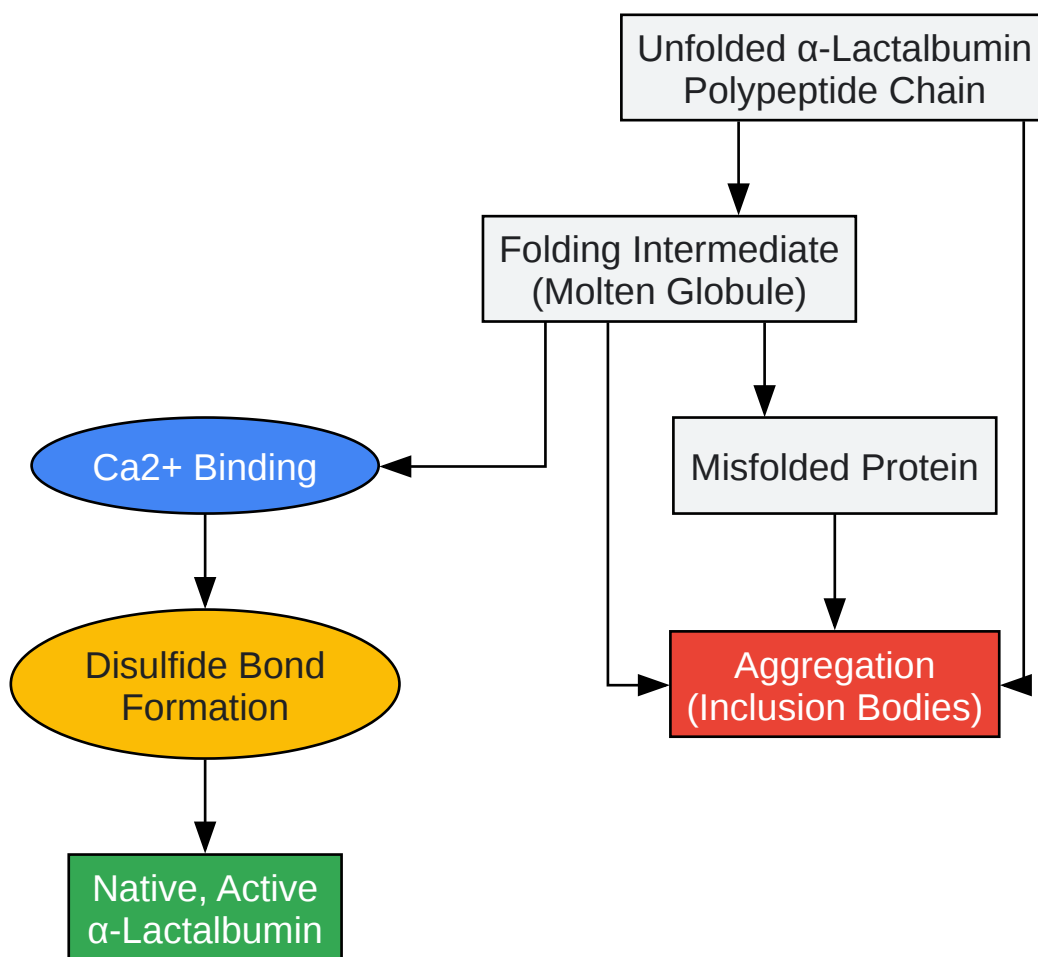 Unfolded α-Lactalbumin
Polypeptide Chain
Folding Intermediate
(Molten Globule)
Ca2+ Binding
Misfolded Protein
Disulfide Bond
Formation
Aggregation
(Inclusion Bodies)
Native, Active
α-Lactalbumin